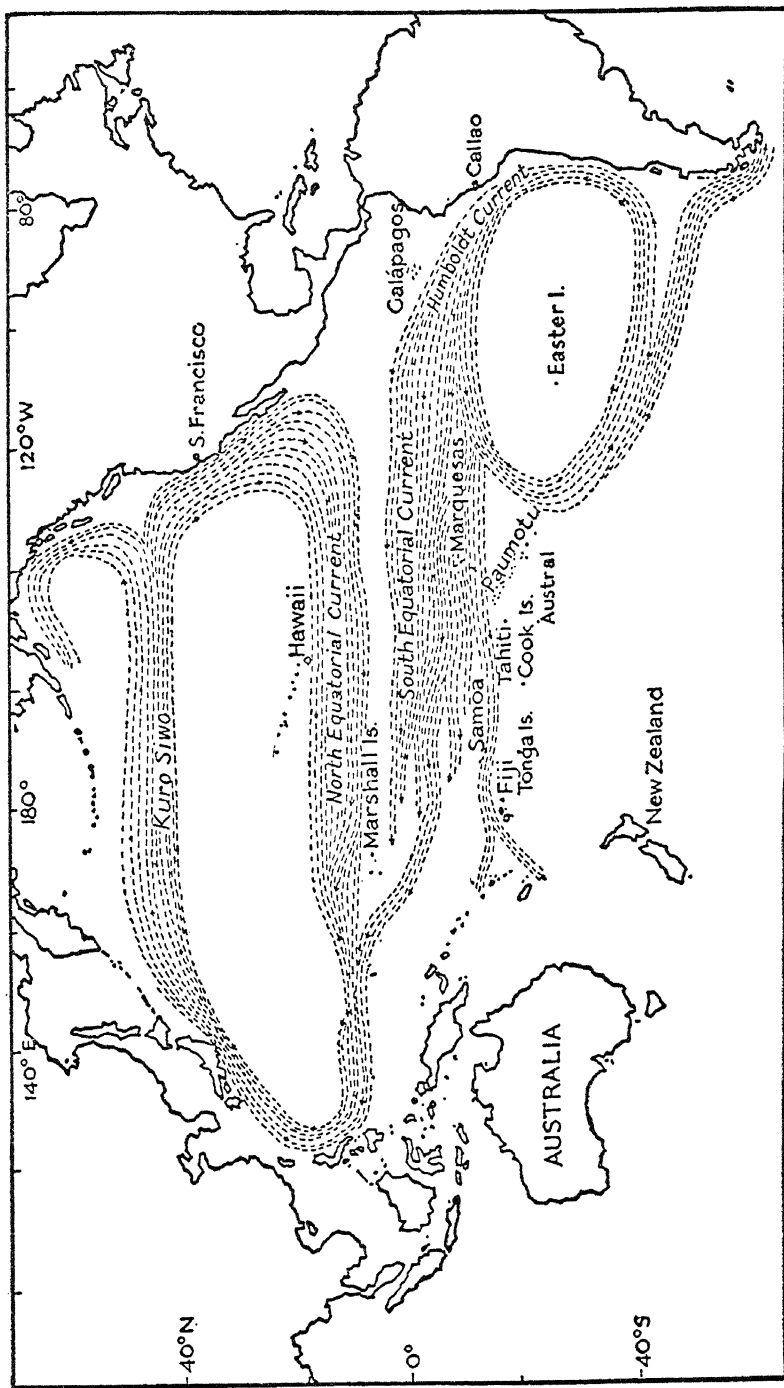 140° E
180°
120°W
80°
40°N
0°
40°S
Kuro Siwo
S. Francisco
Hawaii
North Equatorial Current
Marshall Is.
South Equatorial Current
Galápagos
Humboldt Current
Callao
Marquesas
Paumotu
Samoa
Tahiti
Fiji
Tonga Is.
Cook Is.
Austral
Easter I.
AUSTRALIA
New Zealand